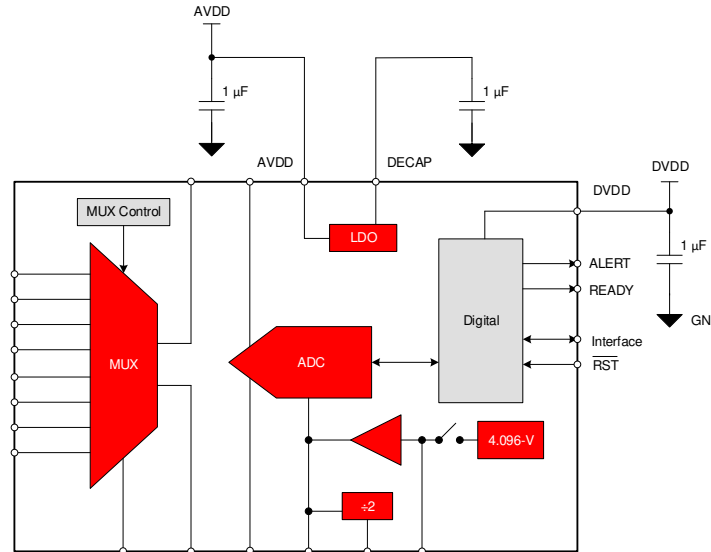 AVDD
1 µF
1 µF
AVDD
DECAP
DVDD
DVDD
MUX Control
LDO
1 µF
ALERT
READY
Digital
GN
Interface
MUX
ADC
RST
4.096-V
÷2